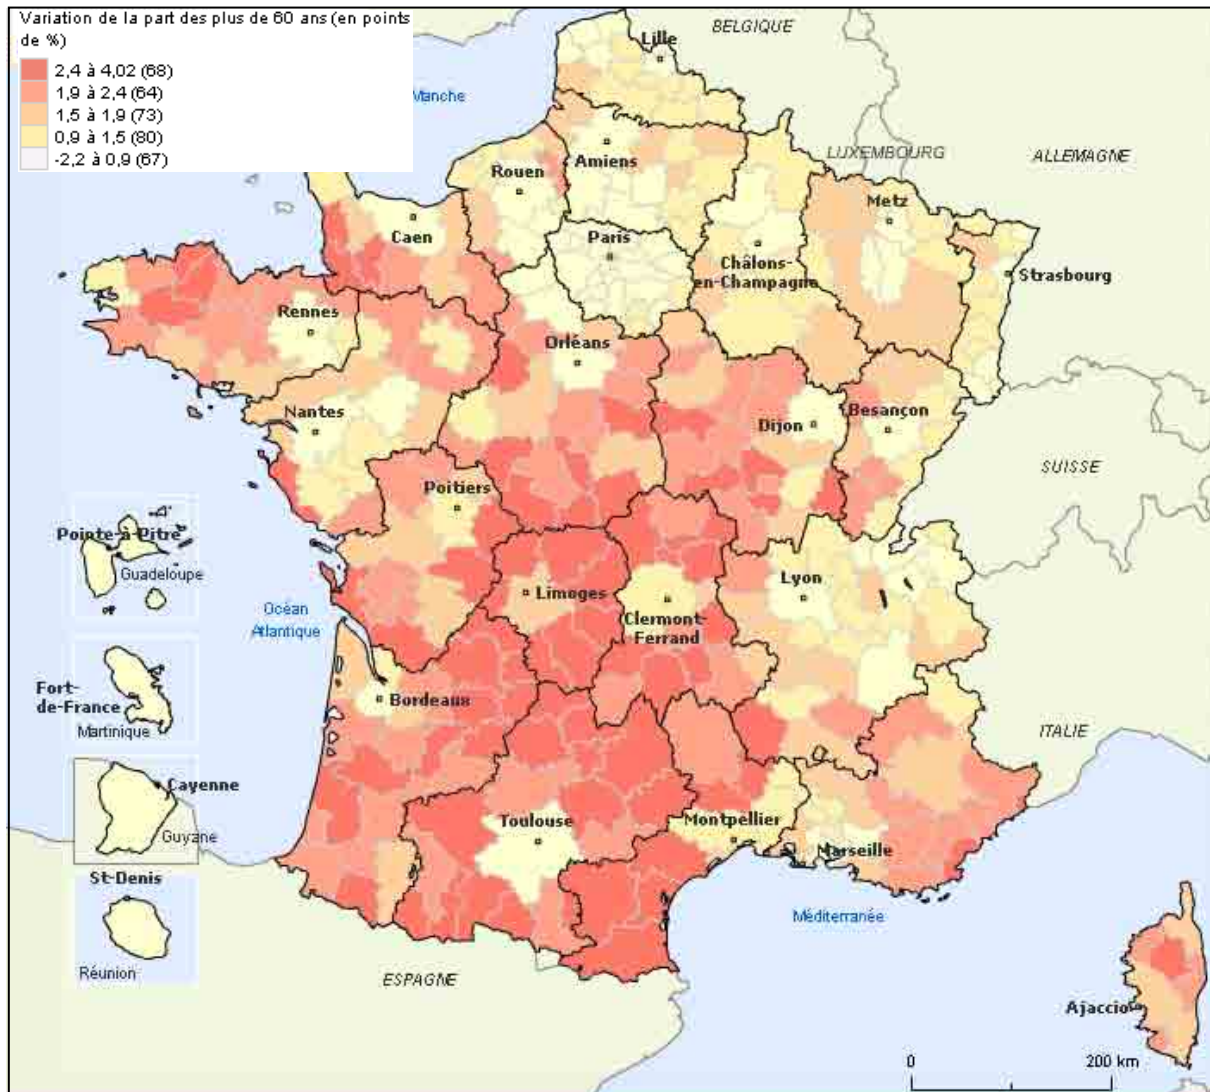 Variation de la part des plus de 60 ans (en points
de %)
2,4 à 4,02 (68)
1,9 à 2,4 (64)
1,5 à 1,9 (73)
0,9 à 1,5 (80)
-2,2 à 0,9 (67)
BELGIQUE
Lille
Manche
LUXEMBOURG
ALLEMAGNE
Amiens
Rouen
Metz
Caen
Paris
Châlons-
en-Champagne
Strasbourg
Rennes
Orléans
Nantes
Dijon
Besançon
SUISSE
Poitiers
Pointe-à-Pitre
Guadeloupe
Océan
Atlantique
Limoges
Lyon
Clermont-
Ferrand
Fort-
de-France
Martinique
Bordeaux
ITALIE
Cayenne
Guyane
Toulouse
Montpellier
Marseille
St-Denis
Réunion
Méditerranée
ESPAGNE
Ajaccio
0 200 km